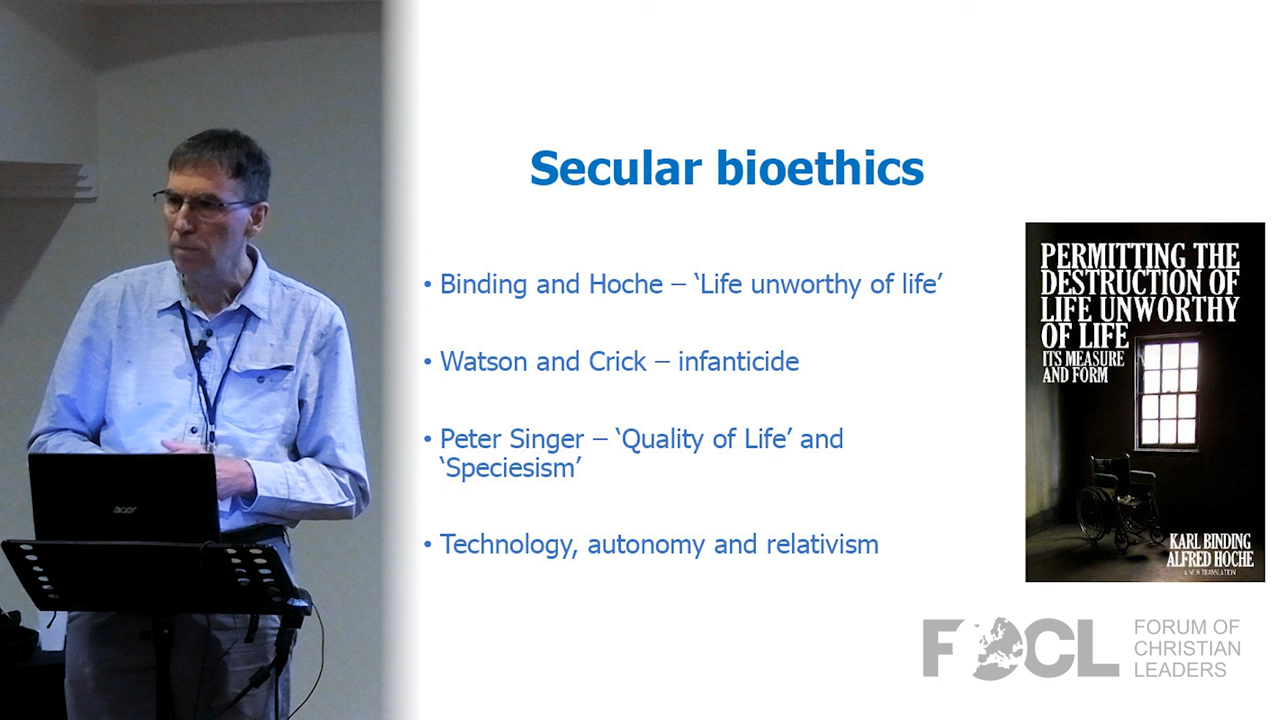 Secular bioethics
• Binding and Hoche – ‘Life unworthy of life’
• Watson and Crick – infanticide
• Peter Singer – ‘Quality of Life’ and
‘Speciesism’
• Technology, autonomy and relativism
PERMITTING THE
DESTRUCTION OF
LIFE UNWORTHY
OF LIFE
ITS MEASURE
AND FORM
KARL BINDING
ALFRED HOCHE
A NEW TRANSLATION
acer
FOCL
FORUM OF
CHRISTIAN
LEADERS